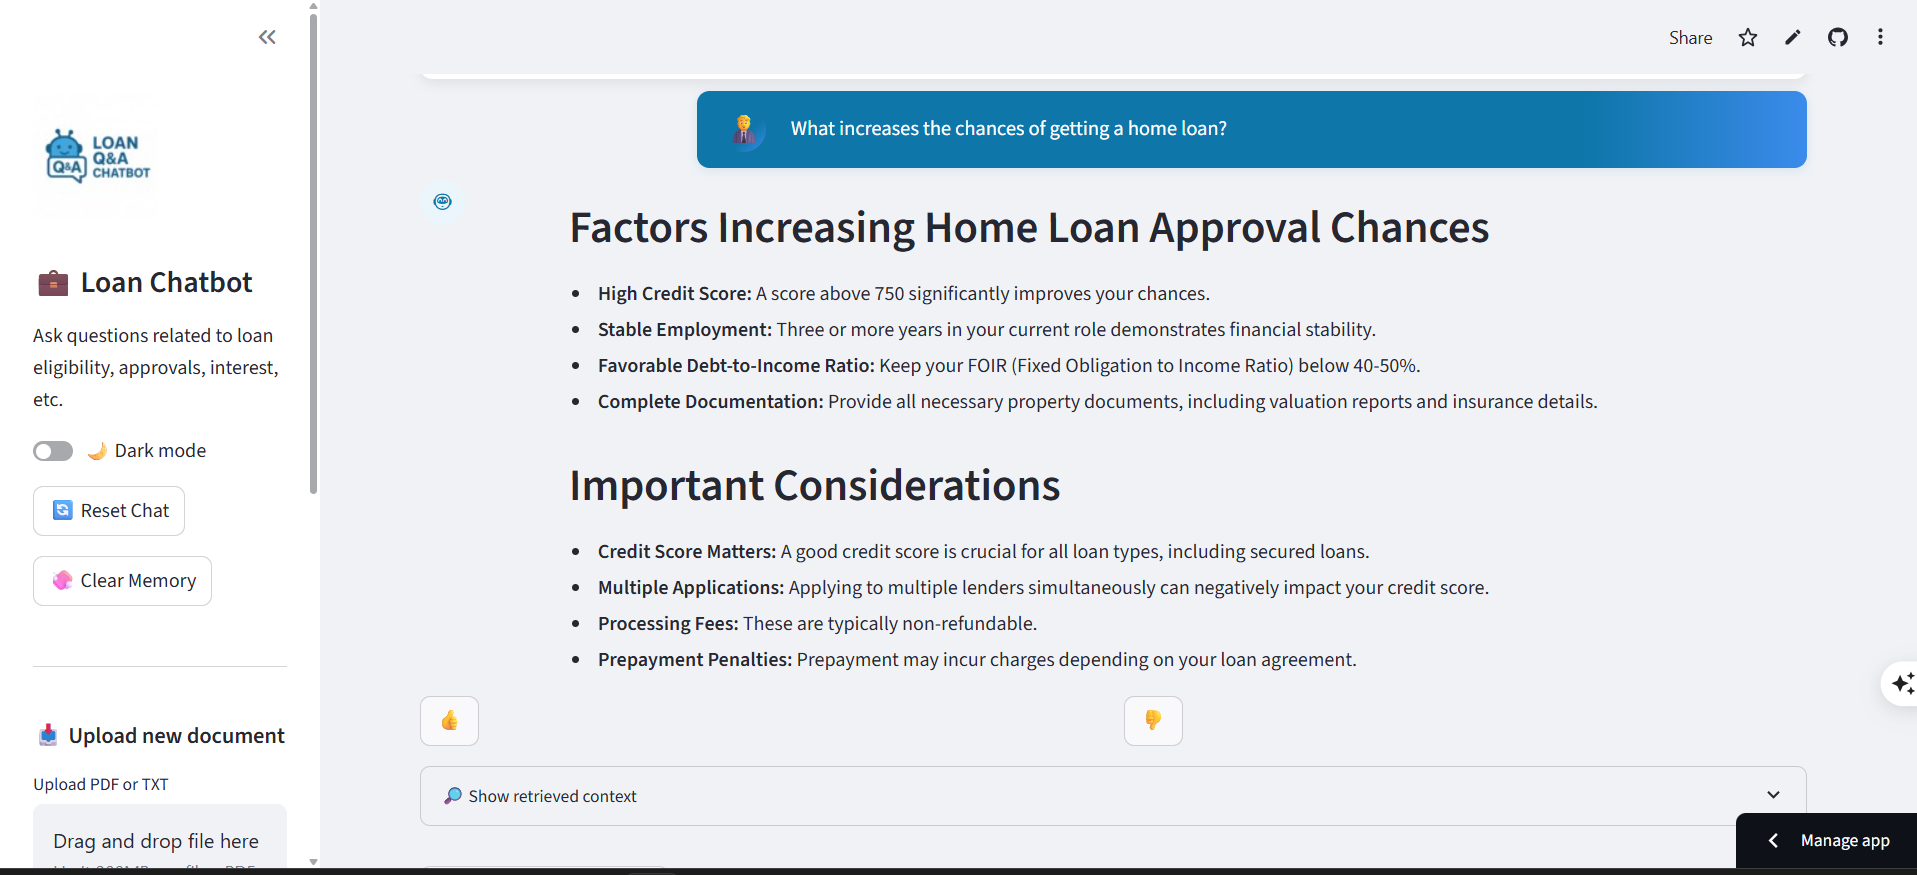 Share
LOAN
Q&A
CHATBOT
Q&A
Loan Chatbot
Ask questions related to loan
eligibility, approvals, interest,
etc.
Dark mode
Reset Chat
Clear Memory
Upload new document
Upload PDF or TXT
Drag and drop file here
What increases the chances of getting a home loan?
Factors Increasing Home Loan Approval Chances
• High Credit Score: A score above 750 significantly improves your chances.
• Stable Employment: Three or more years in your current role demonstrates financial stability.
• Favorable Debt-to-Income Ratio: Keep your FOIR (Fixed Obligation to Income Ratio) below 40-50%.
• Complete Documentation: Provide all necessary property documents, including valuation reports and insurance details.
Important Considerations
• Credit Score Matters: A good credit score is crucial for all loan types, including secured loans.
• Multiple Applications: Applying to multiple lenders simultaneously can negatively impact your credit score.
• Processing Fees: These are typically non-refundable.
• Prepayment Penalties: Prepayment may incur charges depending on your loan agreement.
Show retrieved context
Manage app